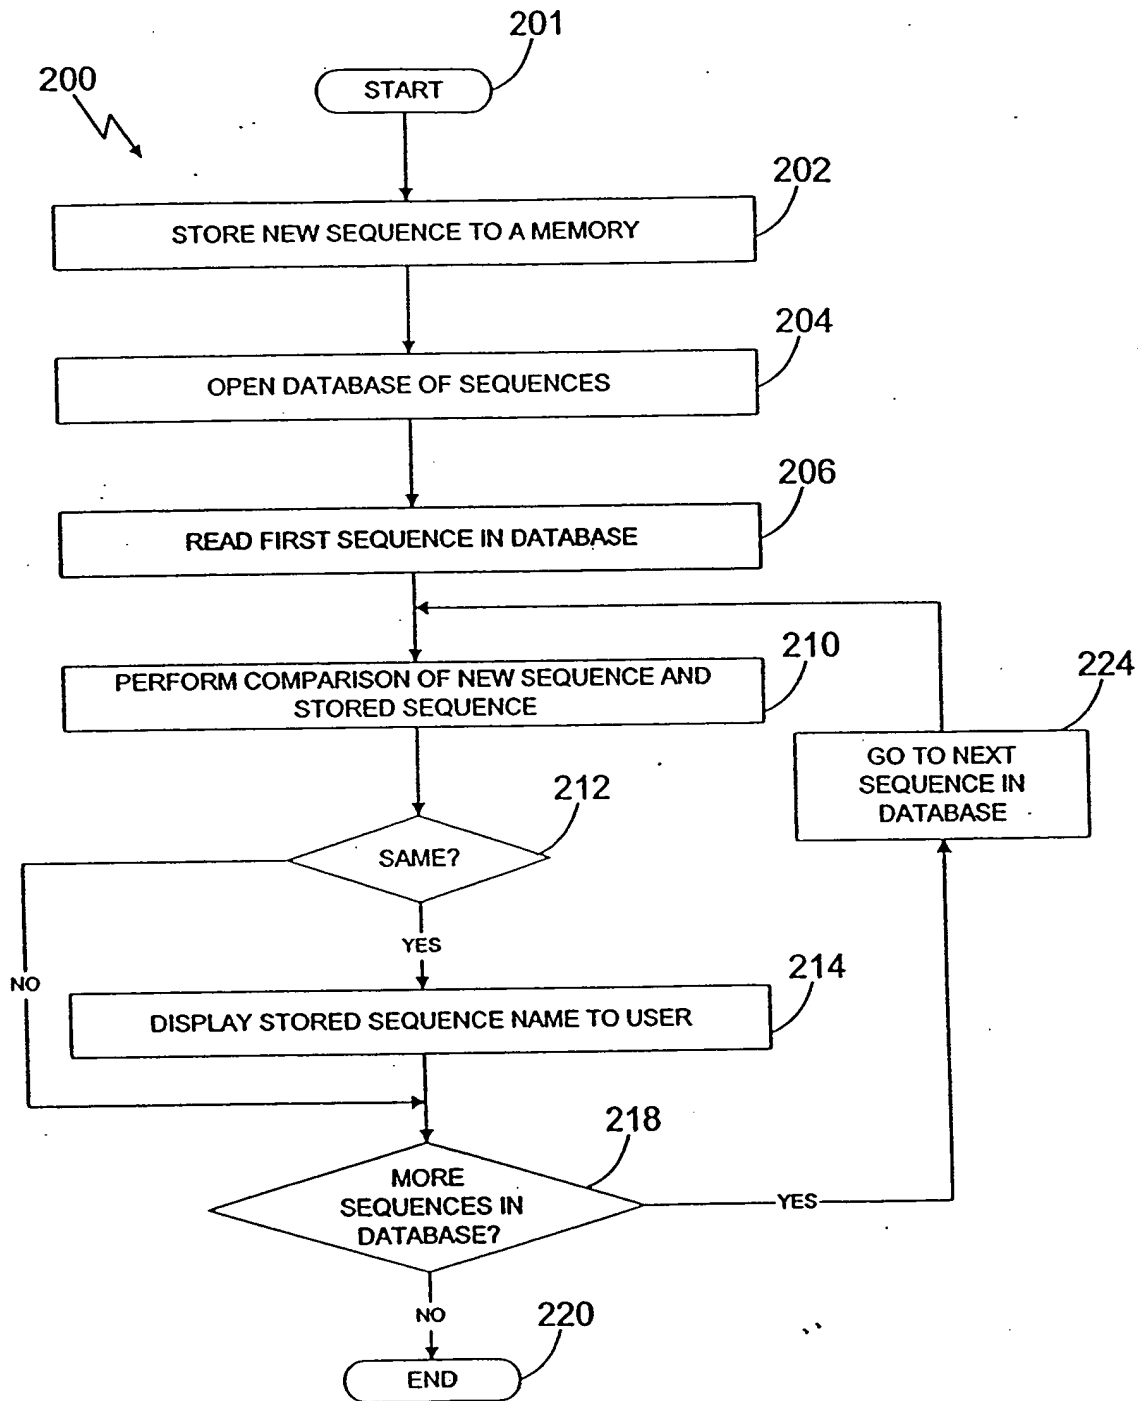 201
200
START
202
STORE NEW SEQUENCE TO A MEMORY
204
OPEN DATABASE OF SEQUENCES
206
READ FIRST SEQUENCE IN DATABASE
210
PERFORM COMPARISON OF NEW SEQUENCE AND
STORED SEQUENCE
224
GO TO NEXT
SEQUENCE IN
DATABASE
212
SAME?
YES
NO
214
DISPLAY STORED SEQUENCE NAME TO USER
218
MORE
SEQUENCES IN
DATABASE?
YES
NO
220
END